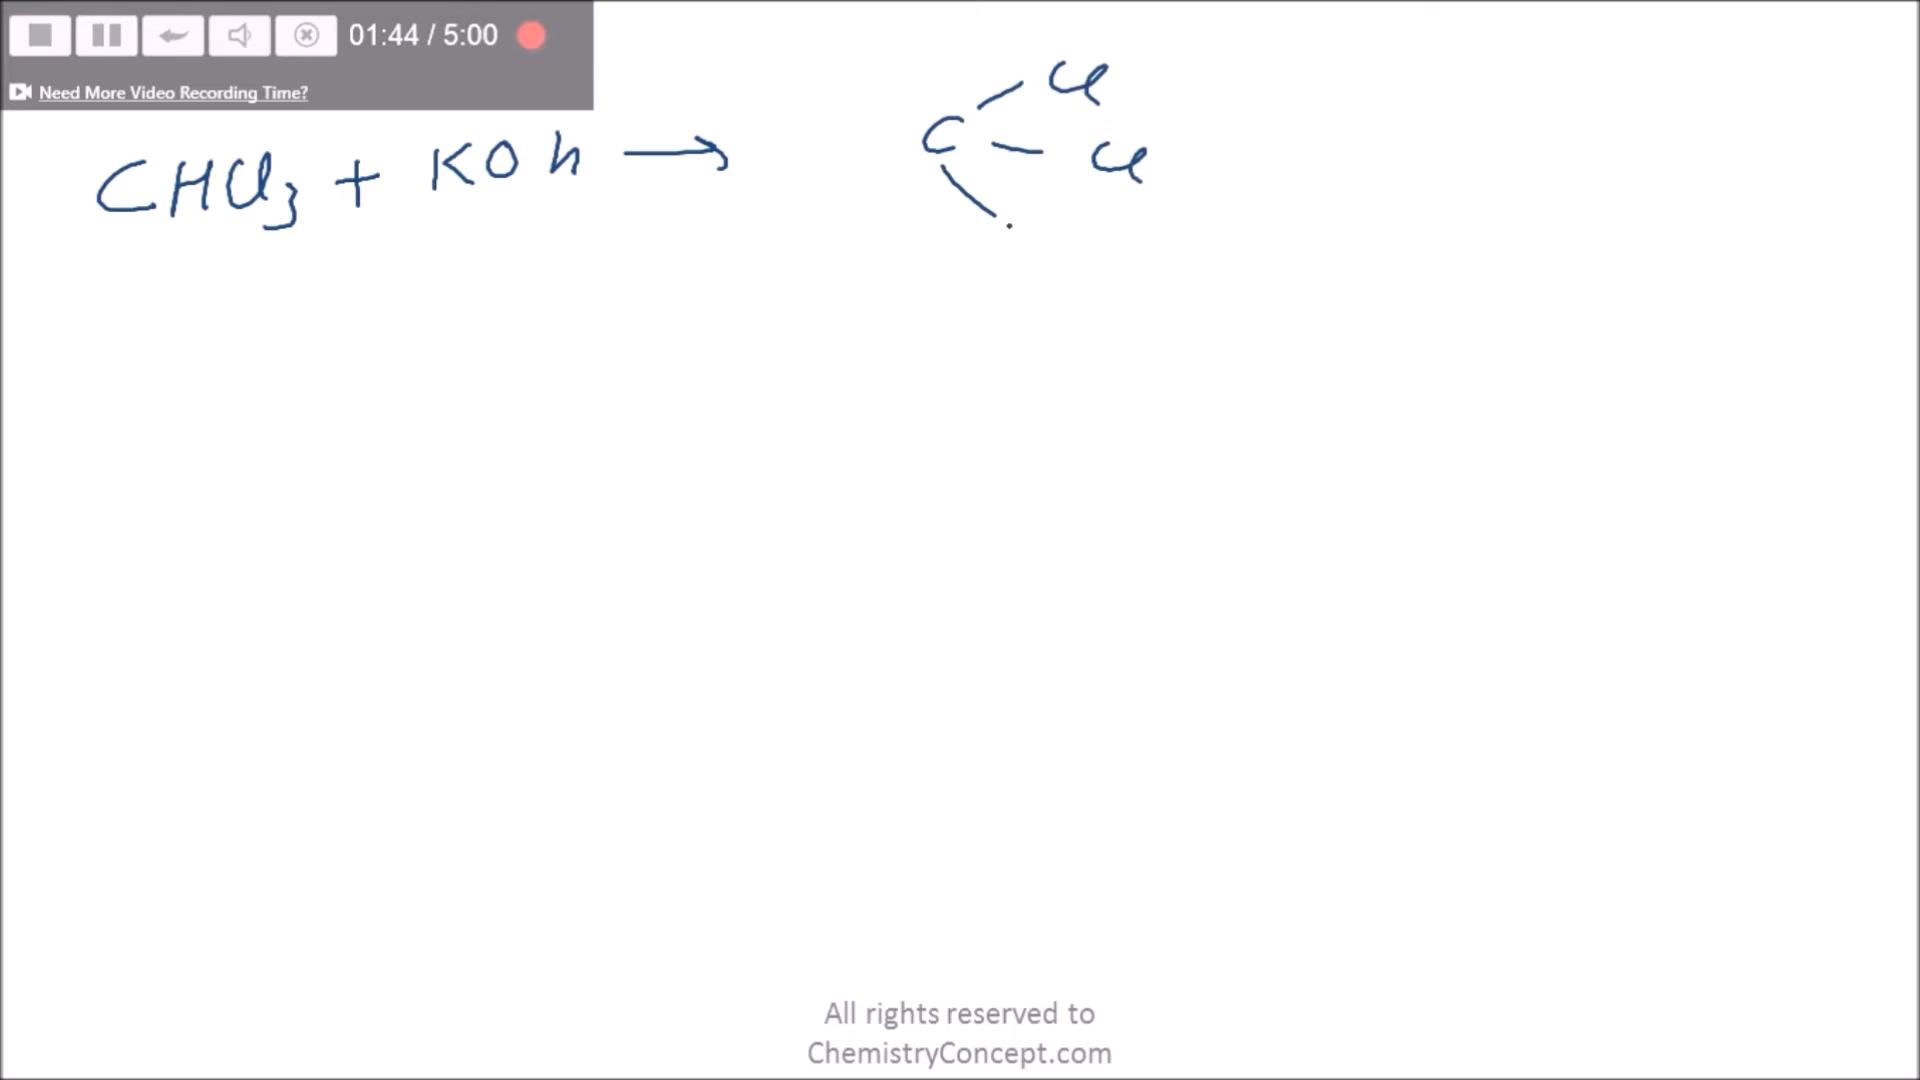 01:44 / 5:00
Need More Video Recording Time?
Cl
C – Cl
CHCl3 + KOh →
All rights reserved to
ChemistryConcept.com